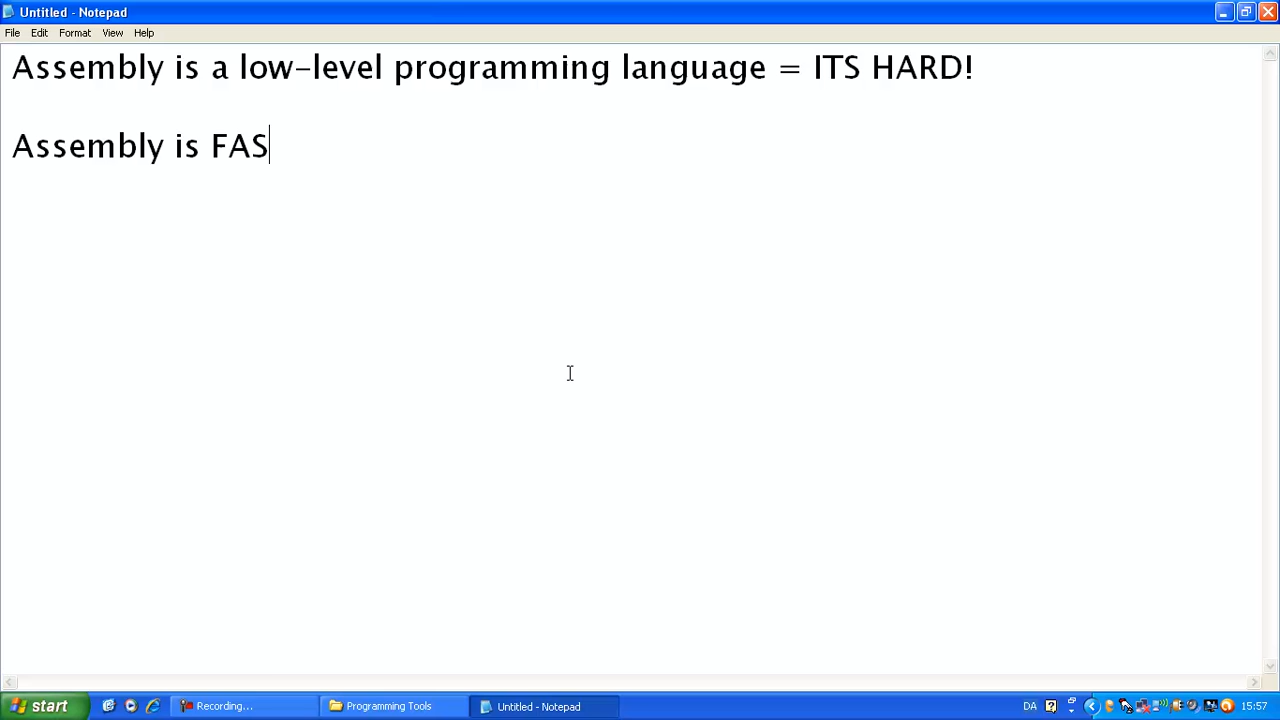 Untitled - Notepad
File Edit Format View Help
Assembly is a low-level programming language = ITS HARD!
Assembly is FAS
start Recording... Programming Tools Untitled - Notepad DA 15:57